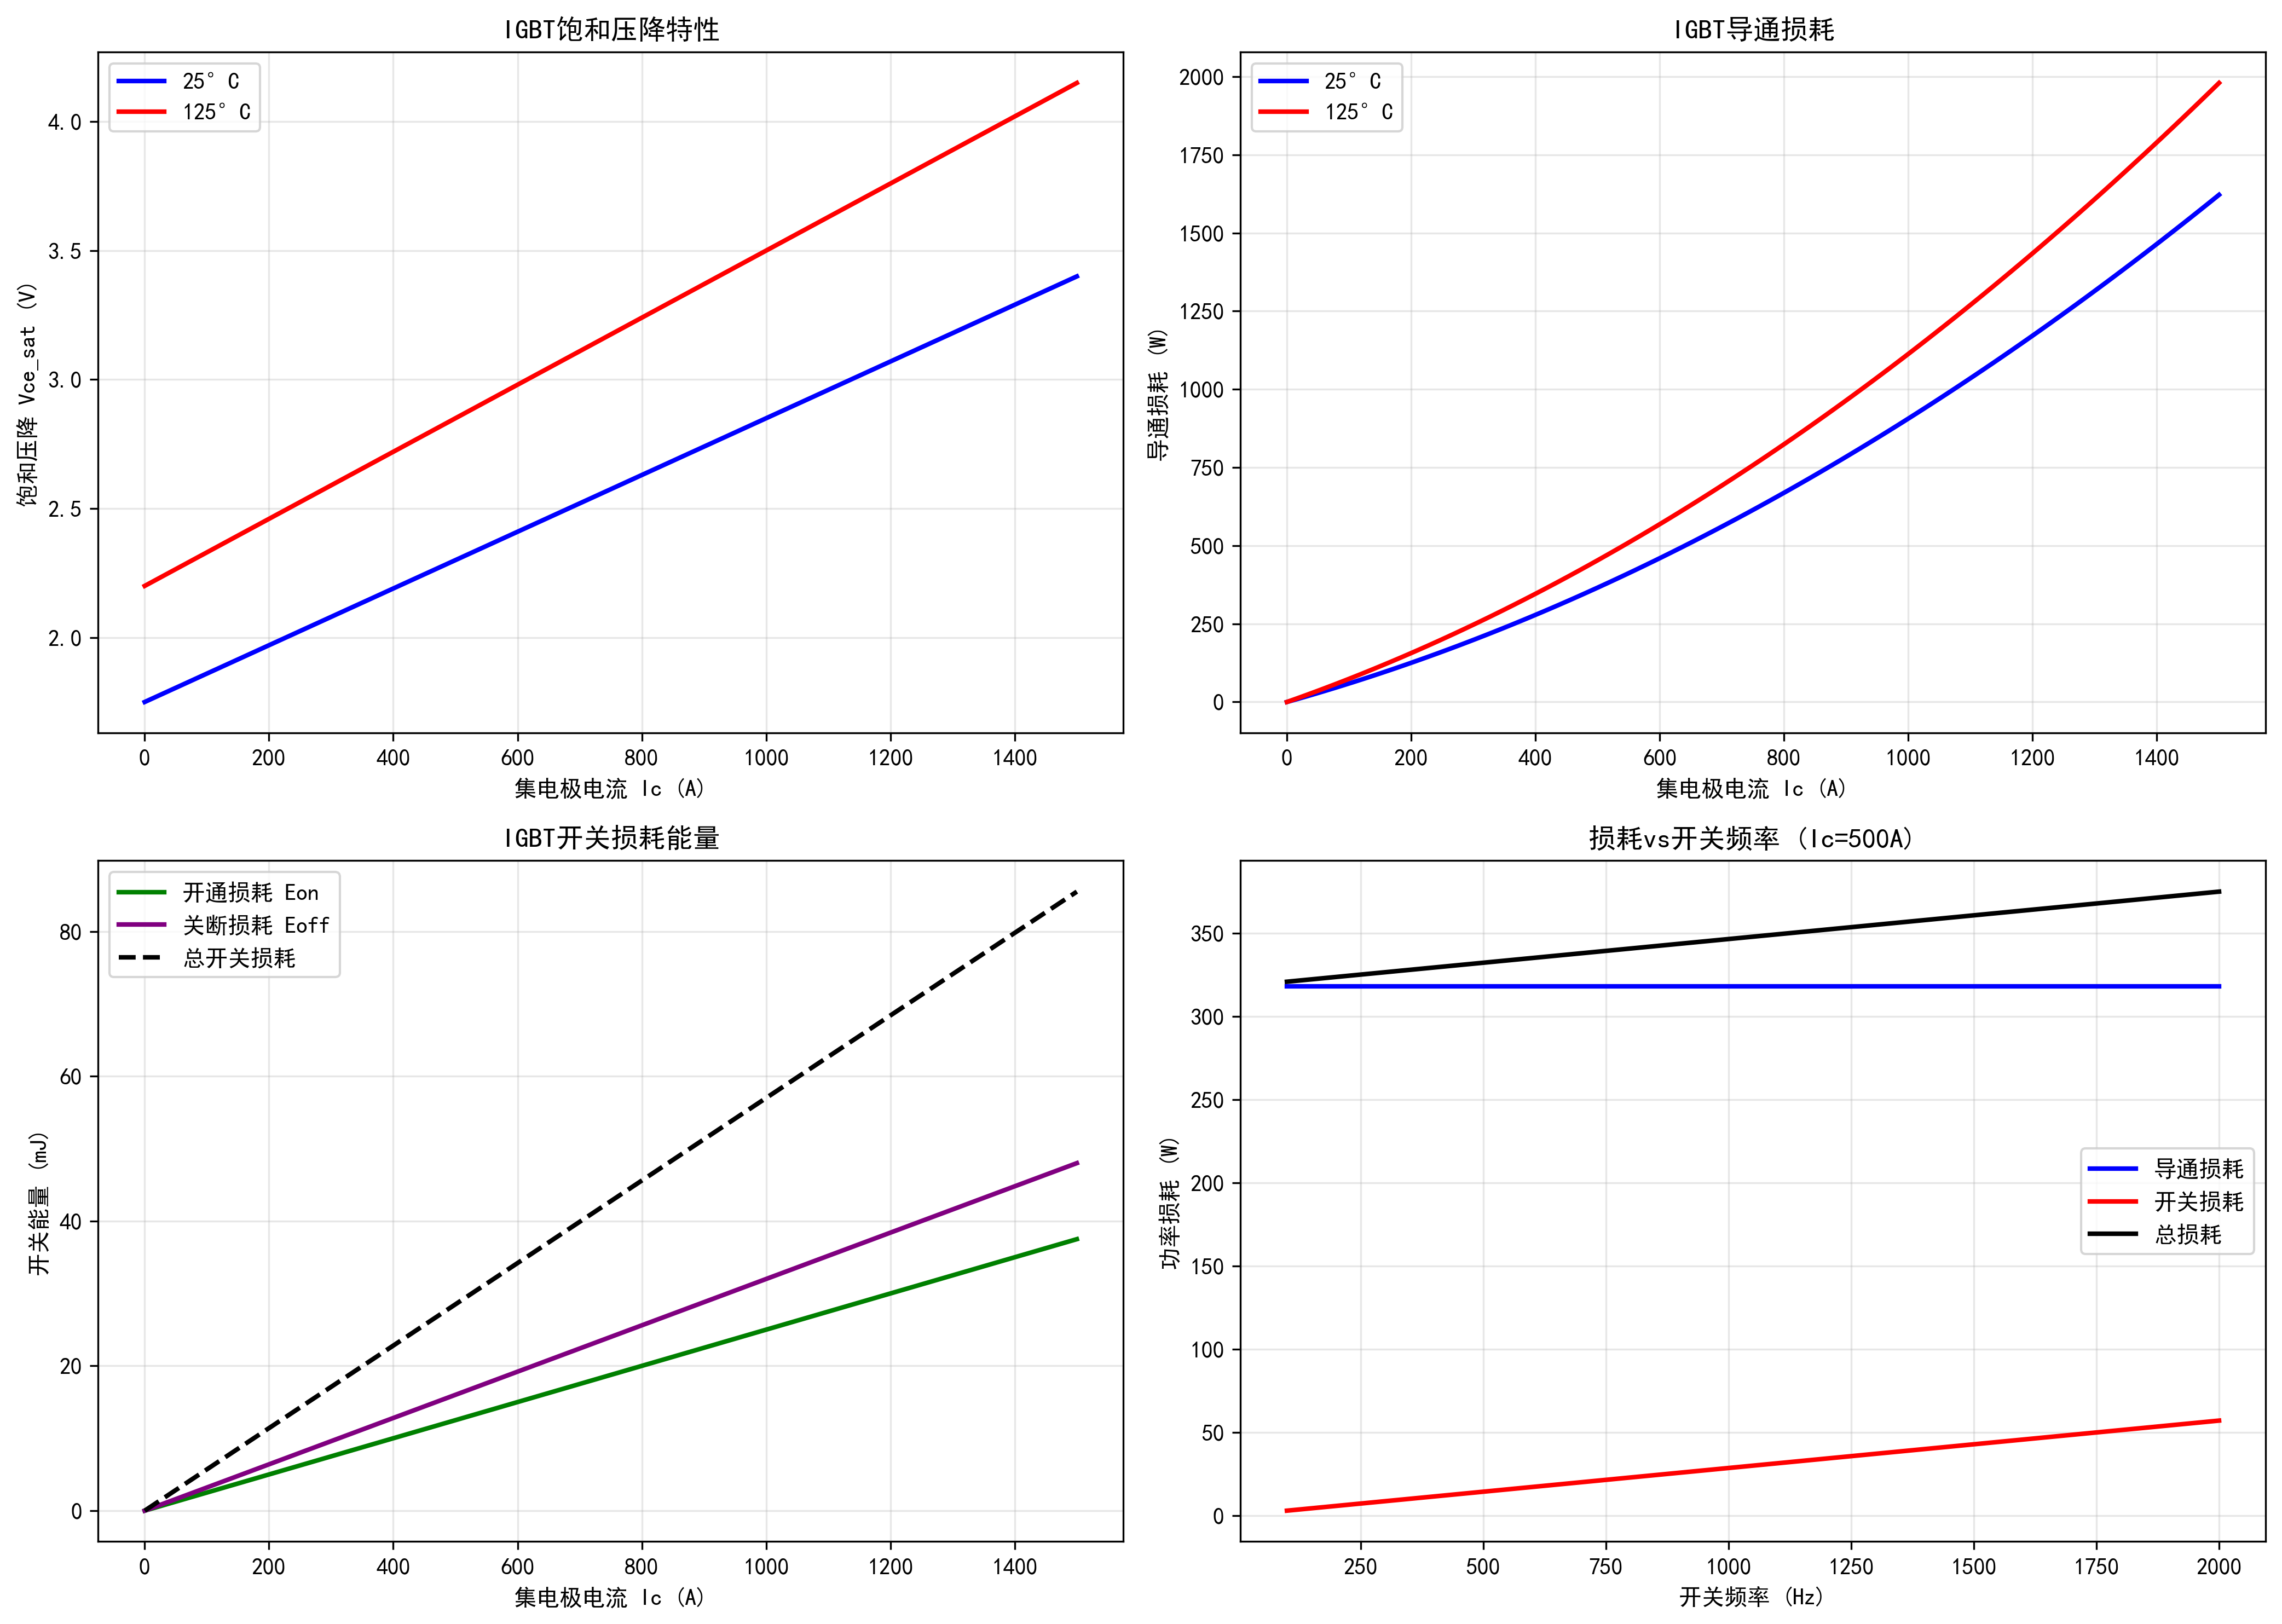 IGBT饱和压降特性
25°C
125°C
4.0
3.5
3.0
2.5
2.0
饱和压降 Vce_sat (V)
0 200 400 600 800 1000 1200 1400
集电极电流 Ic (A)
IGBT导通损耗
25°C
125°C
2000
1750
1500
1250
1000
750
500
250
0
导通损耗 (W)
0 200 400 600 800 1000 1200 1400
集电极电流 Ic (A)
IGBT开关损耗能量
开通损耗 Eon
关断损耗 Eoff
总开关损耗
80
60
40
20
0
开关能量 (mJ)
0 200 400 600 800 1000 1200 1400
集电极电流 Ic (A)
损耗vs开关频率 (Ic=500A)
350
300
250
200
150
100
50
0
功率损耗 (W)
导通损耗
开关损耗
总损耗
250 500 750 1000 1250 1500 1750 2000
开关频率 (Hz)